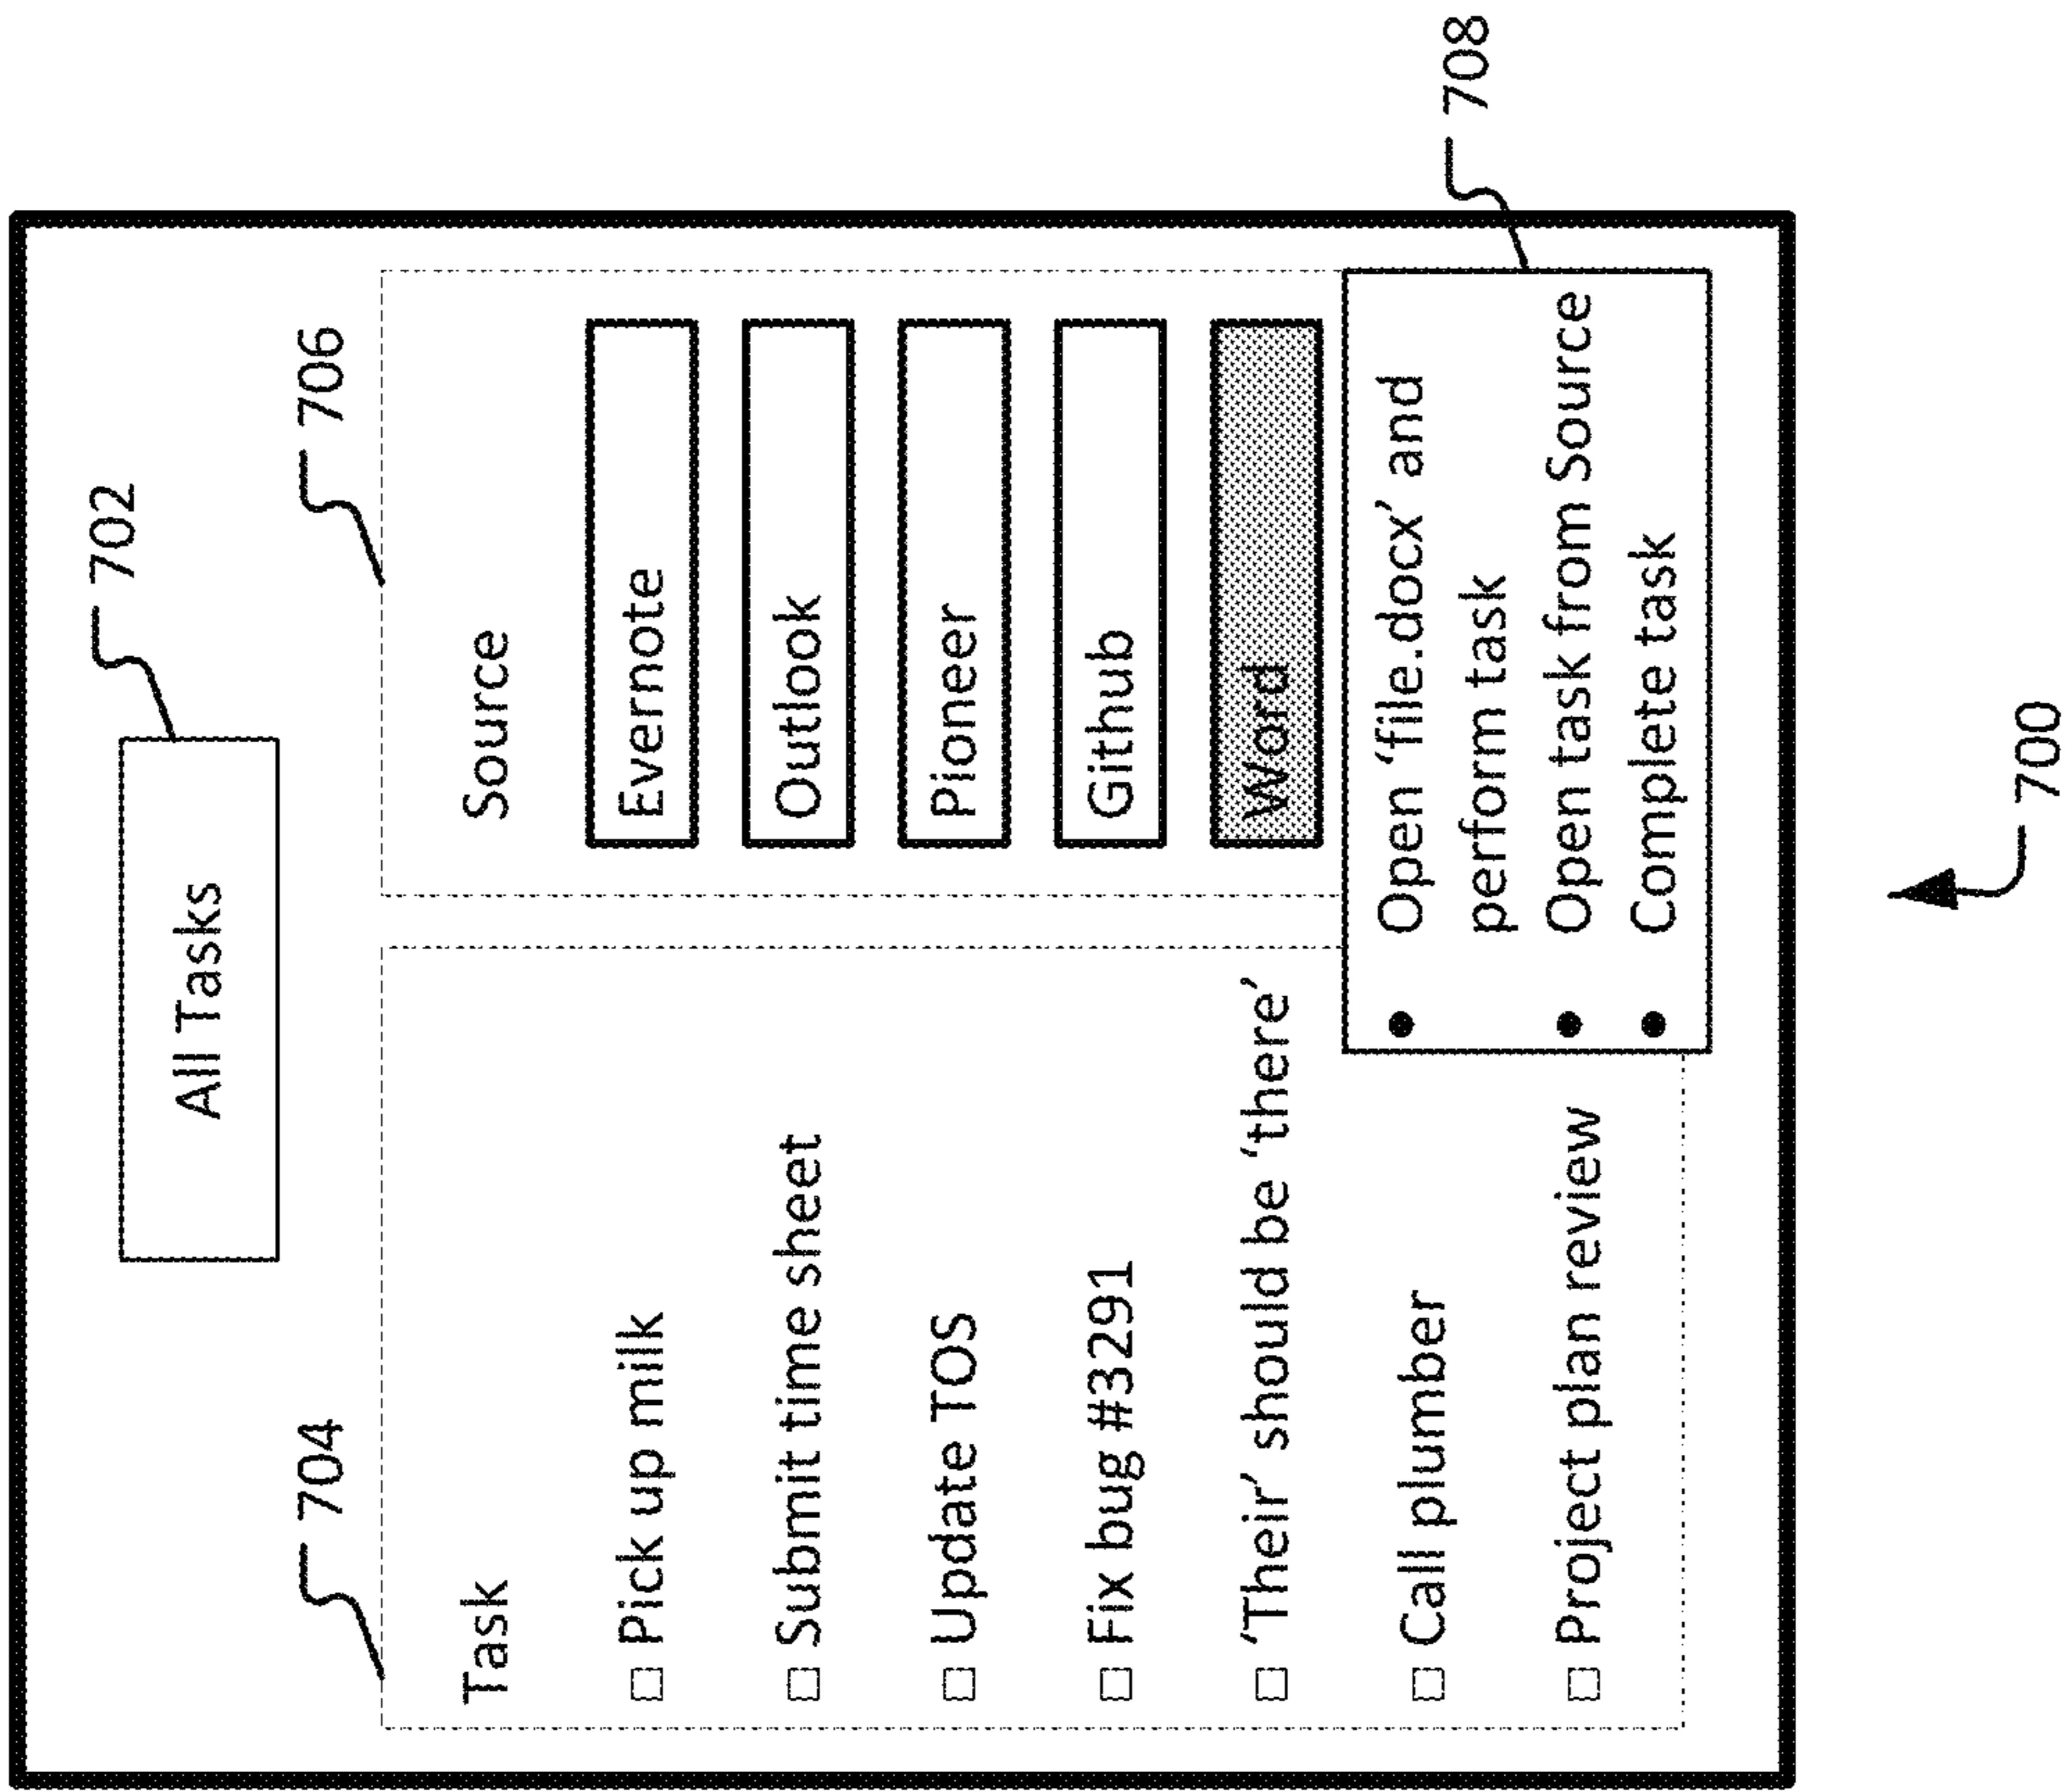 702
All Tasks
704
706
Task
Source
Pick up milk
Evernote
Submit time sheet
Outlook
Update TOS
Pioneer
Fix bug #3291
Github
‘Their’ should be ‘there’
Word
Call plumber
Project plan review
Open ‘file.docx’ and
perform task
Open task from Source
Complete task
708
700